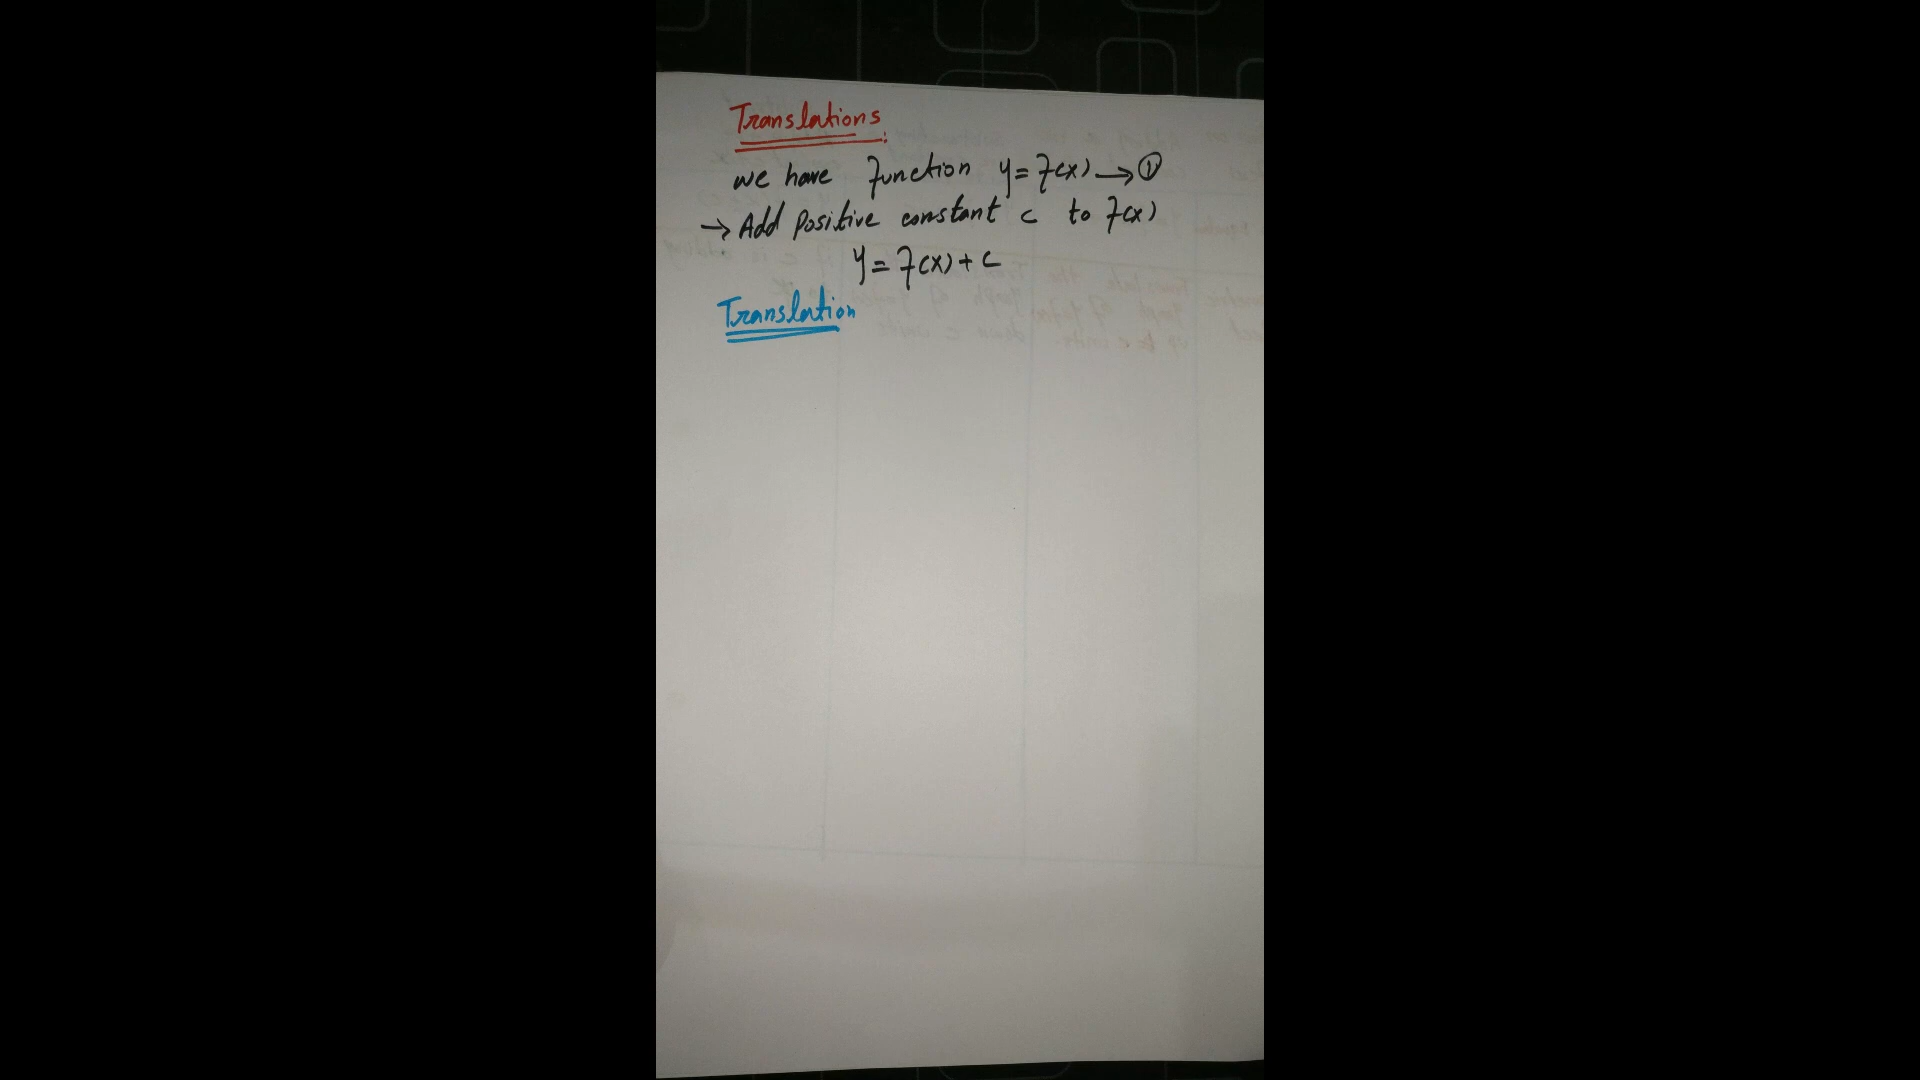 Translations:
we have function y = f(x) → ①
→ Add positive constant c to f(x)
y = f(x) + c
Translation